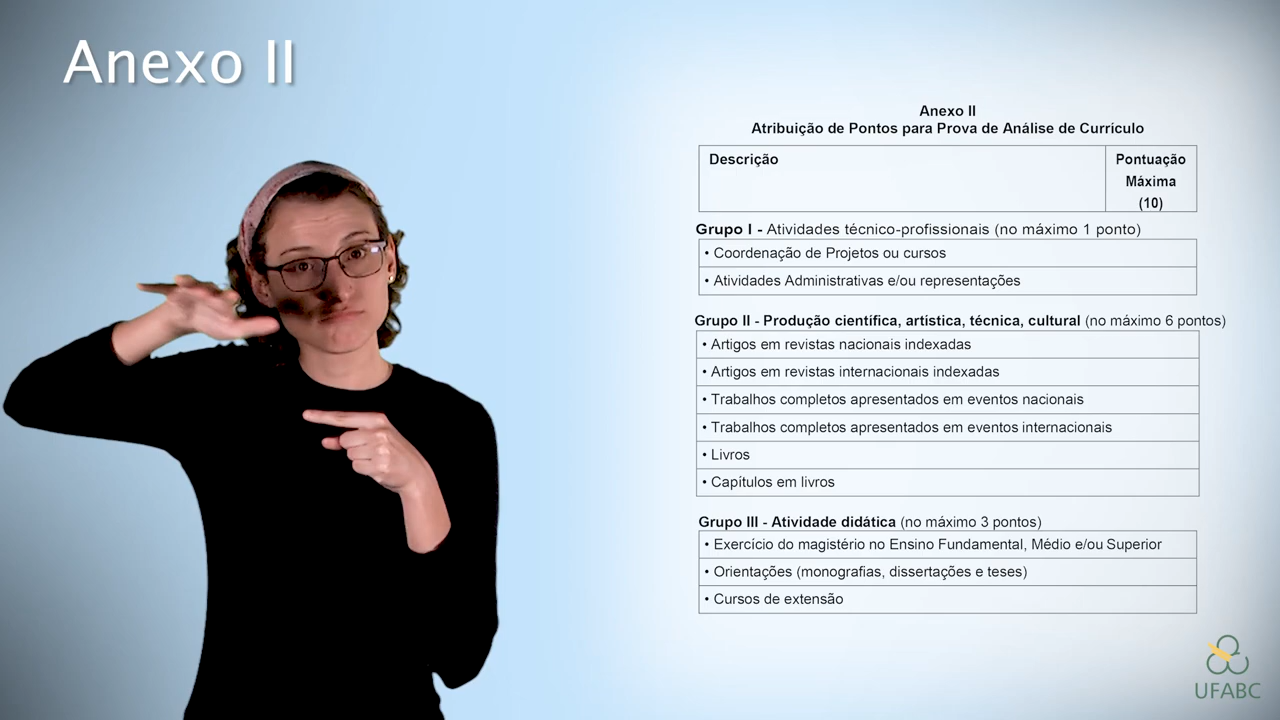 Anexo II
Anexo II
Atribuição de Pontos para Prova de Análise de Currículo
Descrição
Pontuação
Máxima
(10)
Grupo I - Atividades técnico-profissionais (no máximo 1 ponto)
• Coordenação de Projetos ou cursos
• Atividades Administrativas e/ou representações
Grupo II - Produção científica, artística, técnica, cultural (no máximo 6 pontos)
• Artigos em revistas nacionais indexadas
• Artigos em revistas internacionais indexadas
• Trabalhos completos apresentados em eventos nacionais
• Trabalhos completos apresentados em eventos internacionais
• Livros
• Capítulos em livros
Grupo III - Atividade didática (no máximo 3 pontos)
• Exercício do magistério no Ensino Fundamental, Médio e/ou Superior
• Orientações (monografias, dissertações e teses)
• Cursos de extensão
UFABC